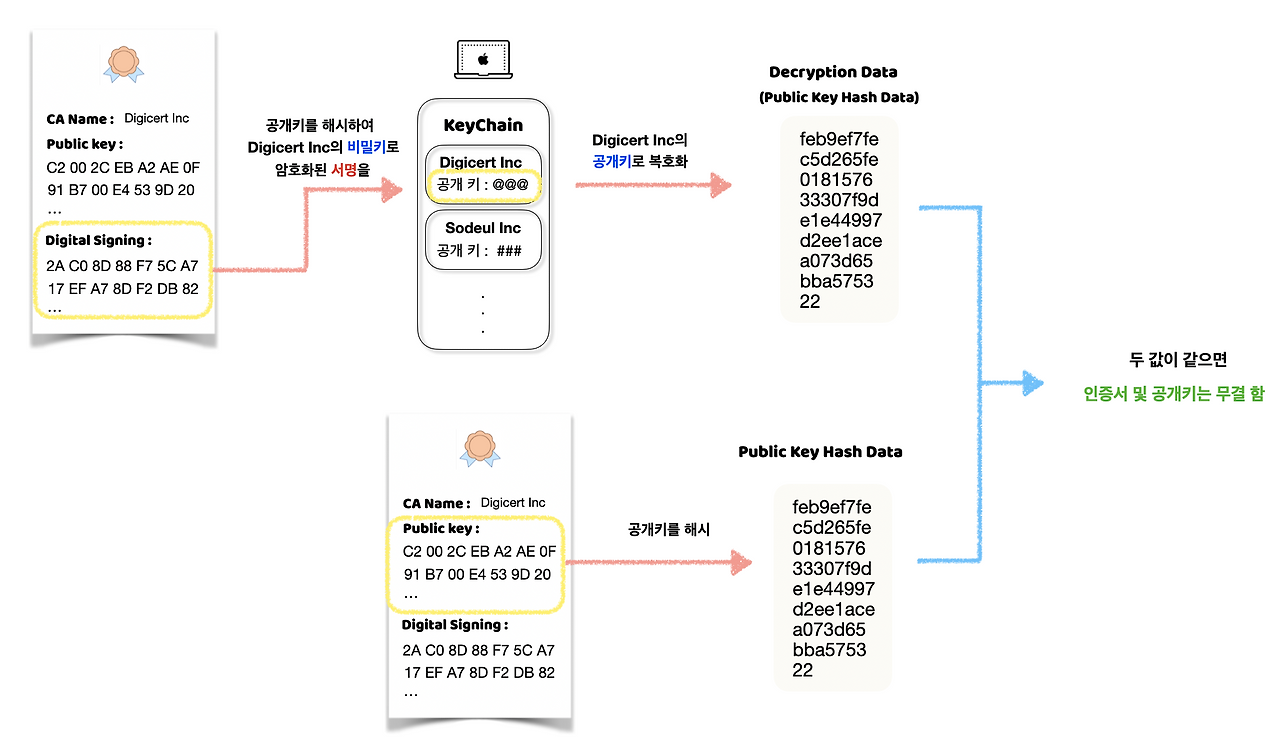 CA Name : Digicert Inc
Public key :
C2 00 2C EB A2 AE 0F
91 B7 00 E4 53 9D 20
...
Digital Signing :
2A C0 8D 88 F7 5C A7
17 EF A7 8D F2 DB 82
...
공개키를 해시하여
Digicert Inc의 비밀키로
암호화된 서명을
KeyChain
Digicert Inc
공개 키 : @@@
Sodeul Inc
공개 키 : ###
.
.
.
Digicert Inc의
공개키로 복호화
Decryption Data
(Public Key Hash Data)
feb9ef7fe
c5d265fe
0181576
33307f9d
e1e44997
d2ee1ace
a073d65
bba5753
22
CA Name : Digicert Inc
Public key :
C2 00 2C EB A2 AE 0F
91 B7 00 E4 53 9D 20
...
Digital Signing :
2A C0 8D 88 F7 5C A7
17 EF A7 8D F2 DB 82
...
공개키를 해시
Public Key Hash Data
feb9ef7fe
c5d265fe
0181576
33307f9d
e1e44997
d2ee1ace
a073d65
bba5753
22
두 값이 같으면
인증서 및 공개키는 무결 함